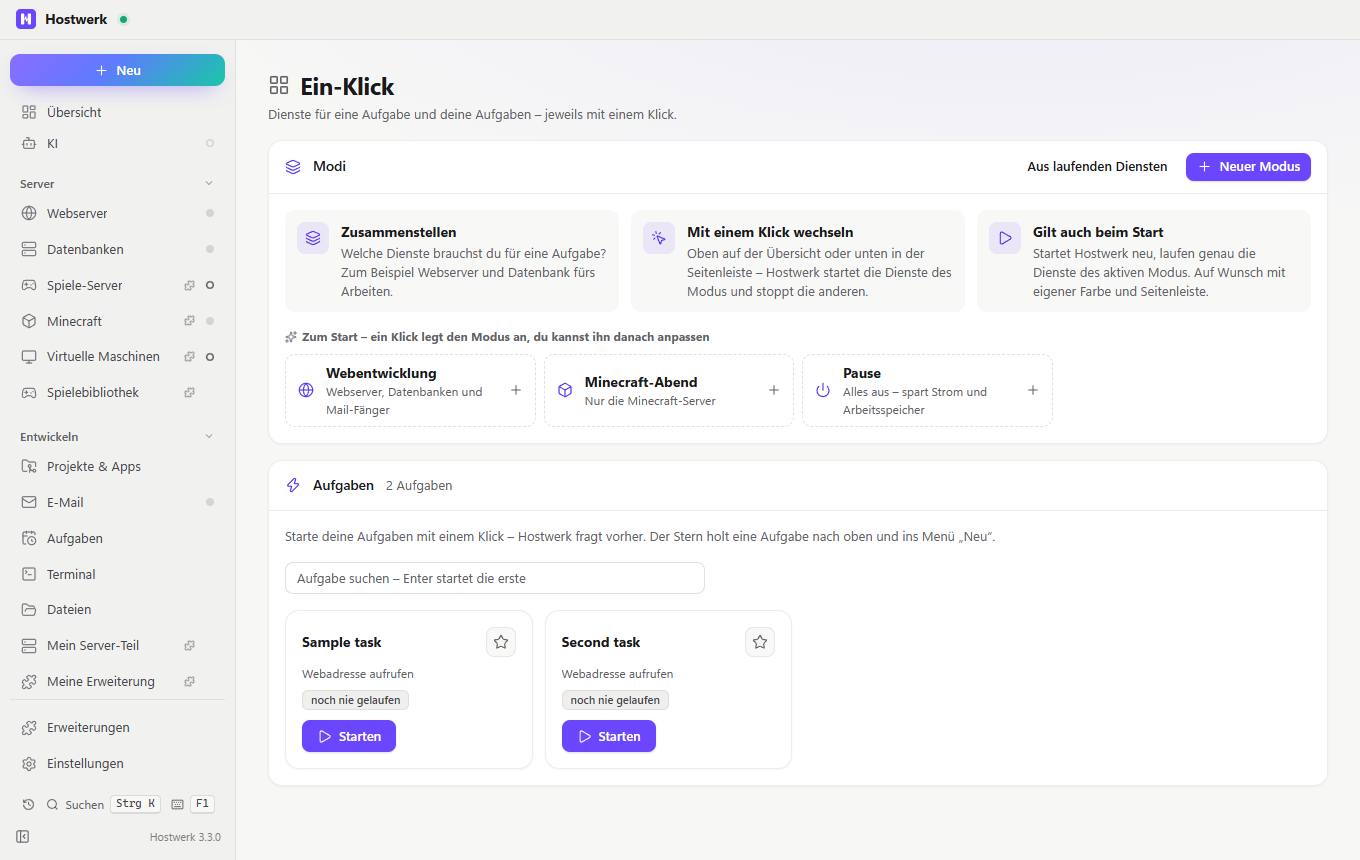 Hostwerk
Neu
Übersicht
KI
Server
Webserver
Datenbanken
Spiele-Server
Minecraft
Virtuelle Maschinen
Spielebibliothek
Entwickeln
Projekte & Apps
E-Mail
Aufgaben
Terminal
Dateien
Mein Server-Teil
Meine Erweiterung
Erweiterungen
Einstellungen
Suchen Strg K F1
Hostwerk 3.3.0
Ein-Klick
Dienste für eine Aufgabe und deine Aufgaben – jeweils mit einem Klick.
Modi
Aus laufenden Diensten
Neuer Modus
Zusammenstellen
Welche Dienste brauchst du für eine Aufgabe?
Zum Beispiel Webserver und Datenbank fürs
Arbeiten.
Mit einem Klick wechseln
Oben auf der Übersicht oder unten in der
Seitenleiste – Hostwerk startet die Dienste des
Modus und stoppt die anderen.
Gilt auch beim Start
Startet Hostwerk neu, laufen genau die
Dienste des aktiven Modus. Auf Wunsch mit
eigener Farbe und Seitenleiste.
Zum Start – ein Klick legt den Modus an, du kannst ihn danach anpassen
Webentwicklung
Webserver, Datenbanken und
Mail-Fänger
Minecraft-Abend
Nur die Minecraft-Server
Pause
Alles aus – spart Strom und
Arbeitsspeicher
Aufgaben 2 Aufgaben
Starte deine Aufgaben mit einem Klick – Hostwerk fragt vorher. Der Stern holt eine Aufgabe nach oben und ins Menü „Neu“.
Aufgabe suchen – Enter startet die erste
Sample task
Webadresse aufrufen
noch nie gelaufen
Starten
Second task
Webadresse aufrufen
noch nie gelaufen
Starten